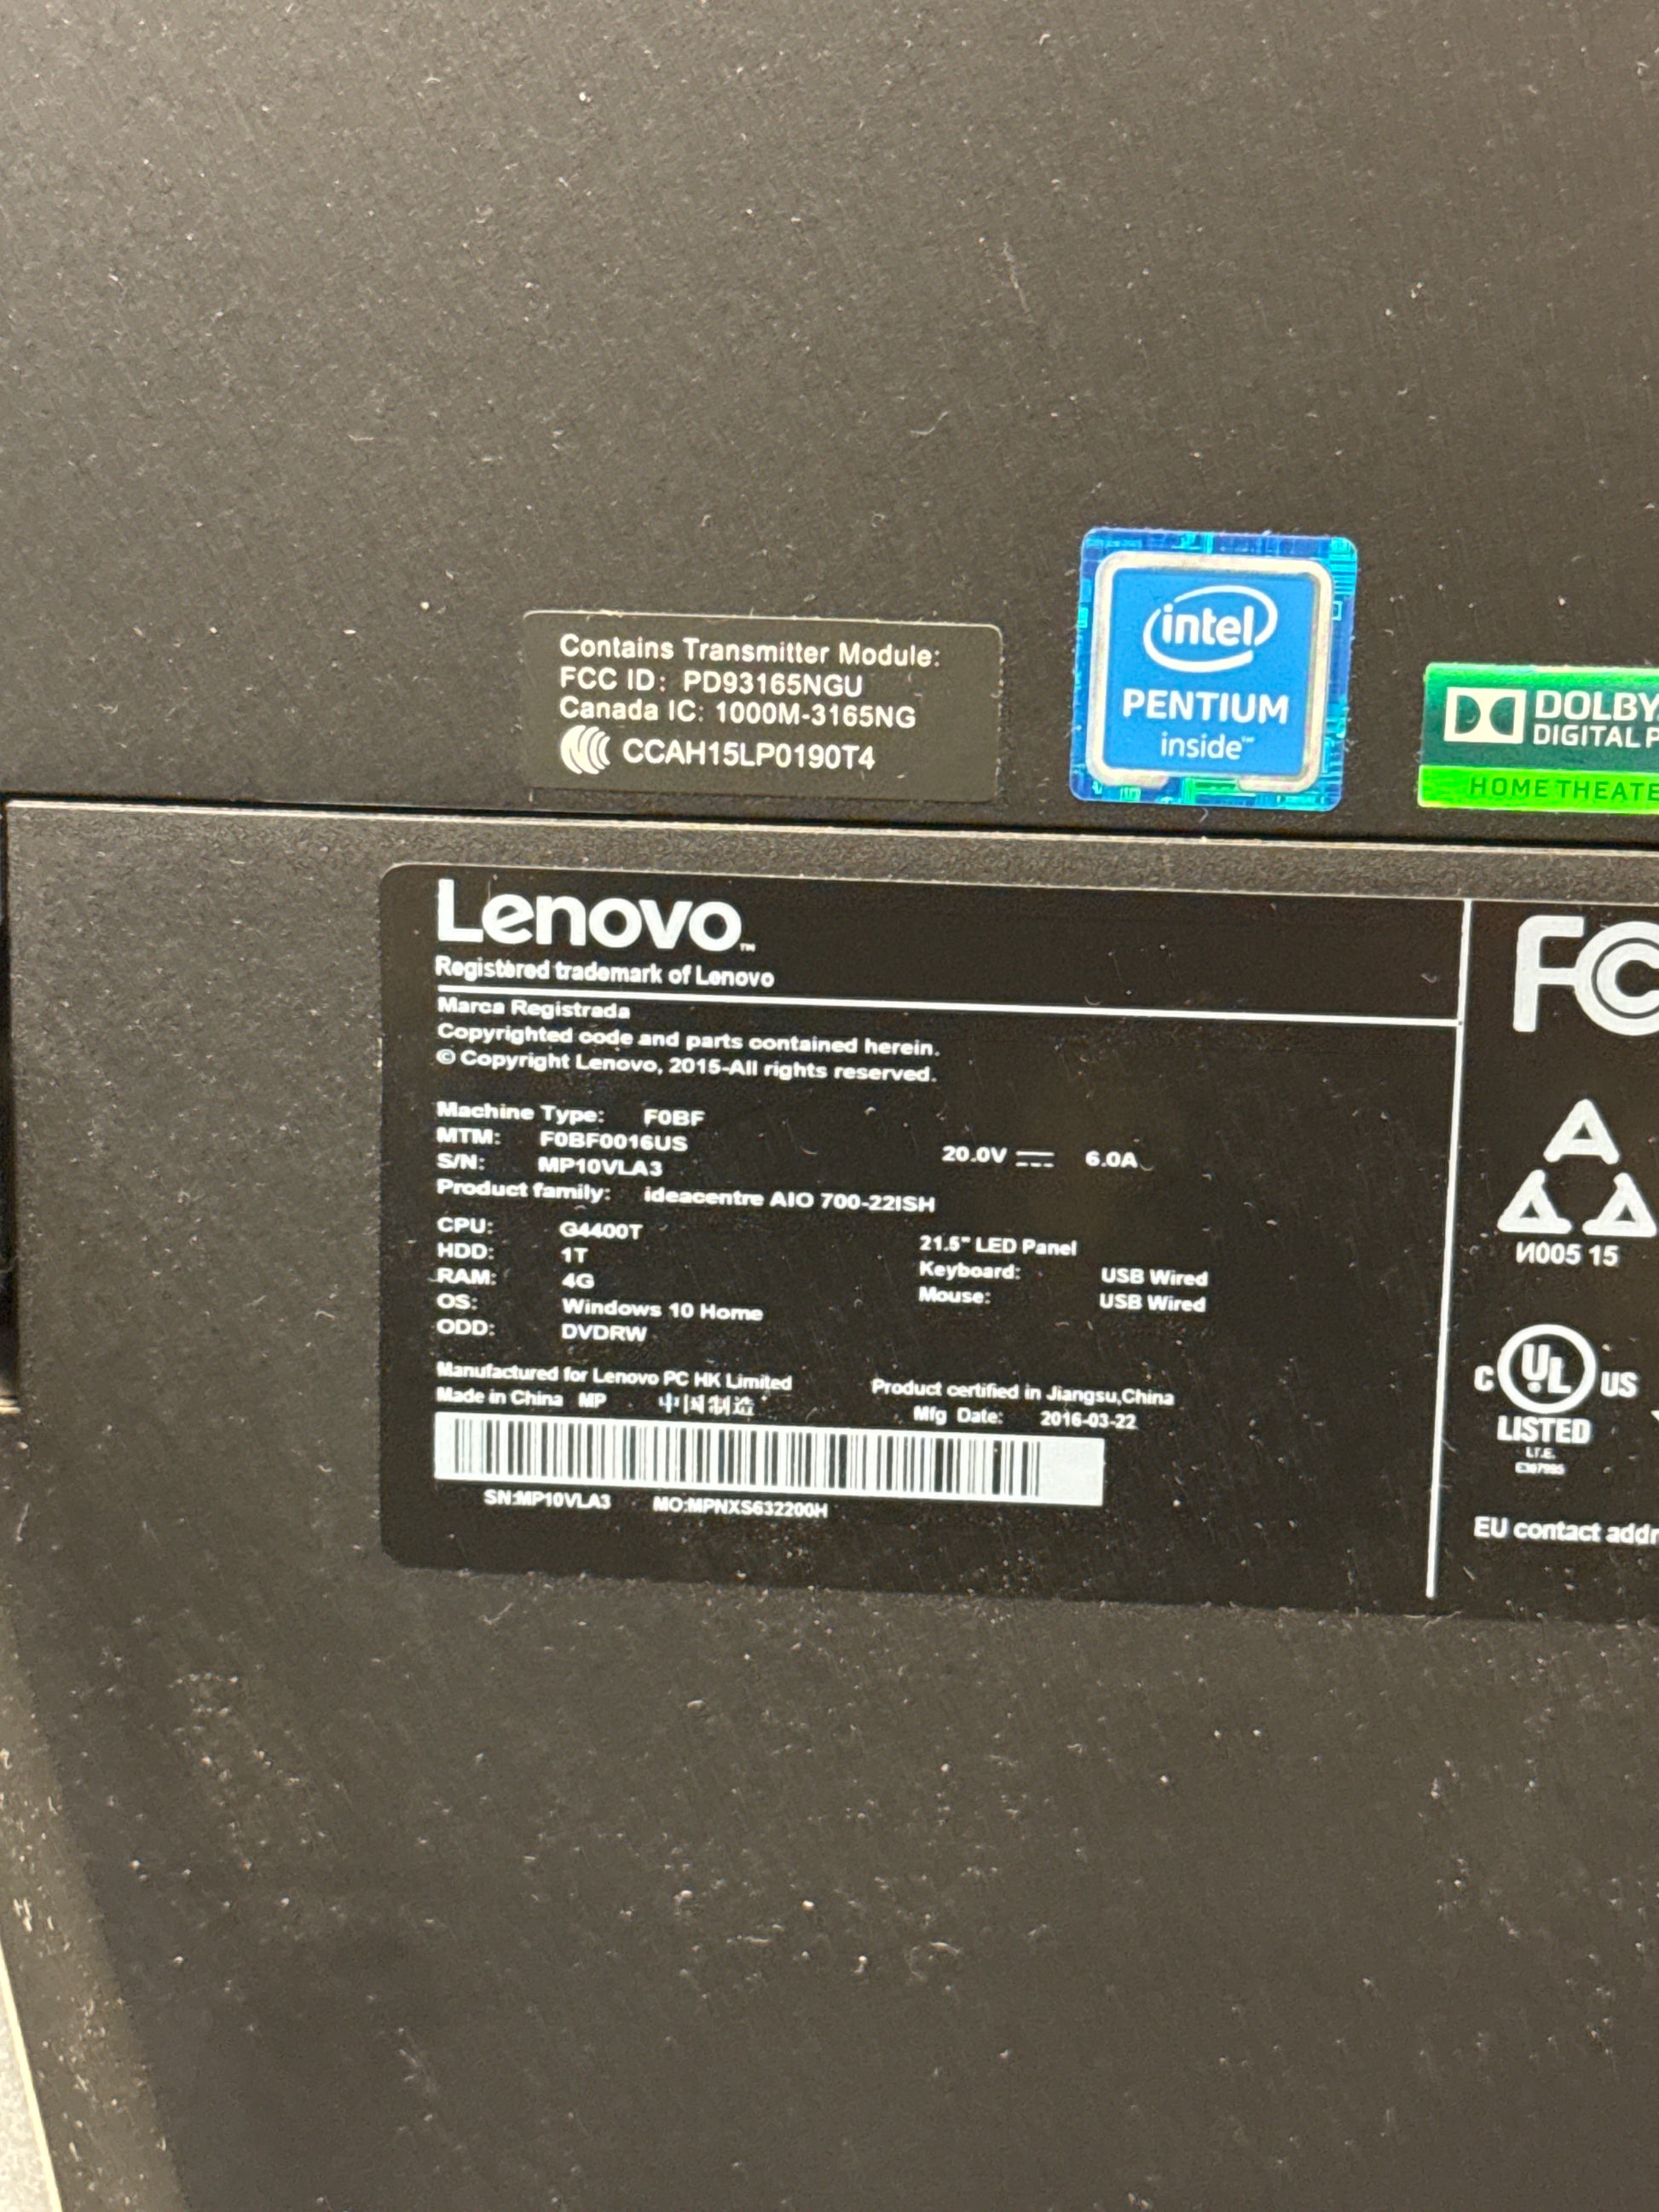 Contains Transmitter Module:
FCC ID: PD93165NGU
Canada IC: 1000M-3165NG
CCAH15LP0190T4
intel
PENTIUM
inside™
DOLBY
DIGITAL P
HOME THEATE
Lenovo™
Registered trademark of Lenovo
Marca Registrada
Copyrighted code and parts contained herein.
© Copyright Lenovo, 2015-All rights reserved.
Machine Type: F0BF
MTM: F0BF0016US
S/N: MP10VLA3
20.0V 6.0A
Product family: ideacentre AIO 700-22ISH
CPU: G4400T
HDD: 1T
RAM: 4G
OS: Windows 10 Home
ODD: DVDRW
21.5" LED Panel
Keyboard: USB Wired
Mouse: USB Wired
Manufactured for Lenovo PC HK Limited
Made in China MP 中国制造
Product certified in Jiangsu,China
Mfg Date: 2016-03-22
SN:MP10VLA3 MO:MPNXS632200H
FC
N005 15
C UL US
LISTED
I.T.E.
EU contact addr